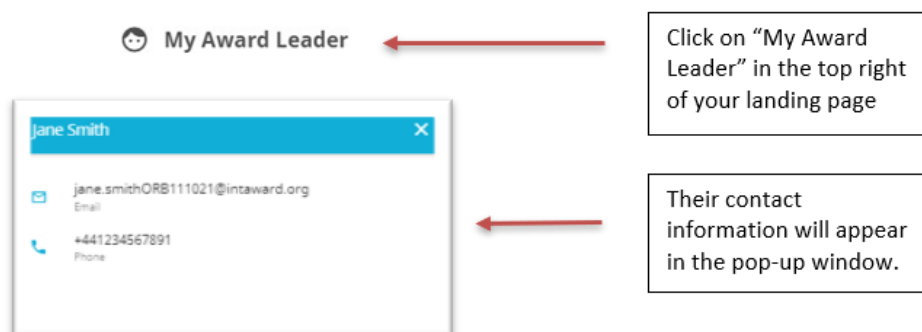 My Award Leader
Click on “My Award
Leader” in the top right
of your landing page
Jane Smith
jane.smithORB111021@intaward.org
Email
+441234567891
Phone
Their contact
information will appear
in the pop-up window.